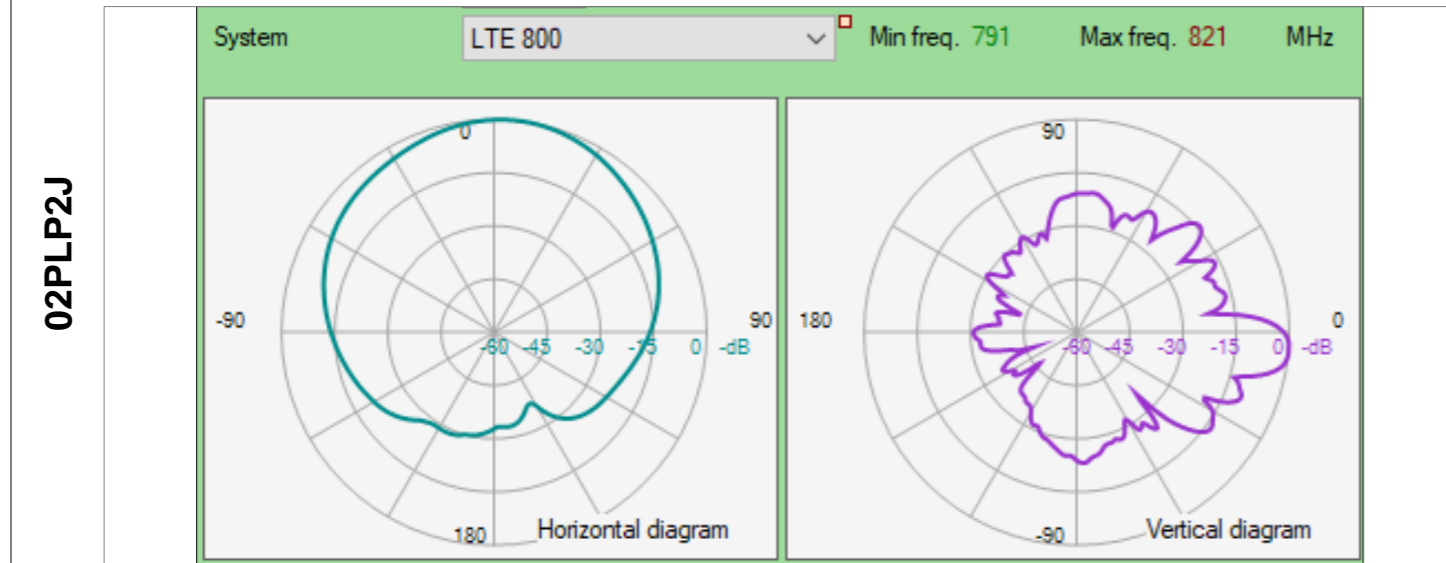 02PLP2J
System LTE 800 Min freq. 791 Max freq. 821 MHz
0
-90 90
-60 -45 -30 -15 0 -dB
180 Horizontal diagram
90
180 0
-60 -45 -30 -15 0 -dB
-90 Vertical diagram